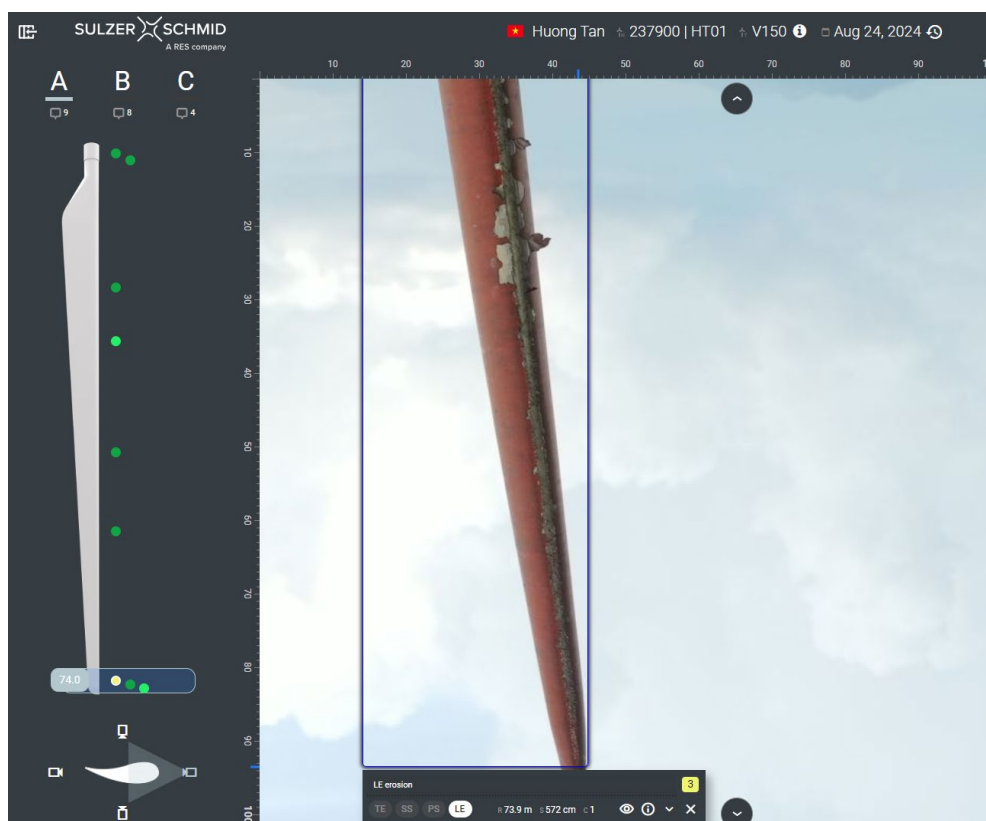 SULZER SCHMID
A RES company
Huong Tan 237900 | HT01 V150 Aug 24, 2024
A B C
9 8 4
10 20 30 40 50 60 70 80 90
10
20
30
40
50
60
70
80
90
100
74.0
LE erosion 3
TE SS PS LE R 73.9 m S 572 cm C 1